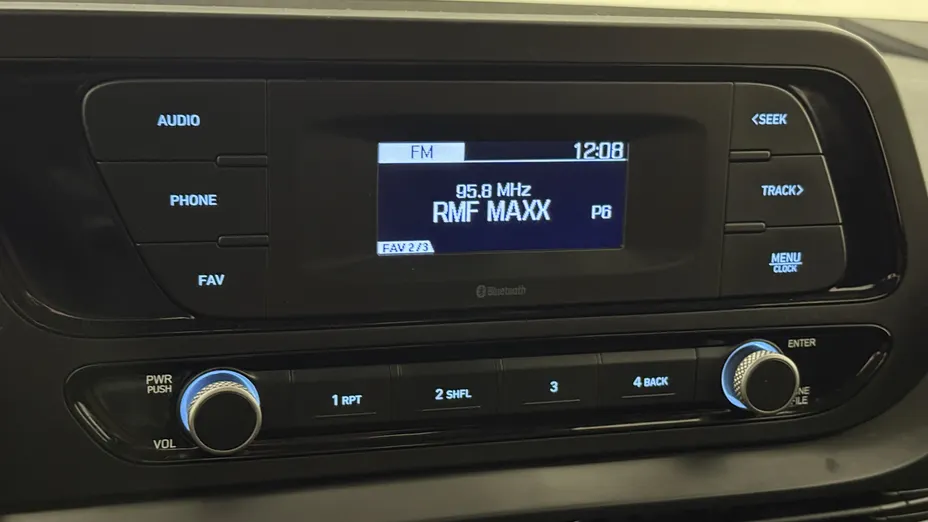 AUDIO
PHONE
FAV
FM 12:08
95.8 MHz
RMF MAXX
P6
FAV 2/3
Bluetooth
<SEEK
TRACK>
MENU
CLOCK
PWR
PUSH
VOL
1 RPT
2 SHFL
3
4 BACK
ENTER